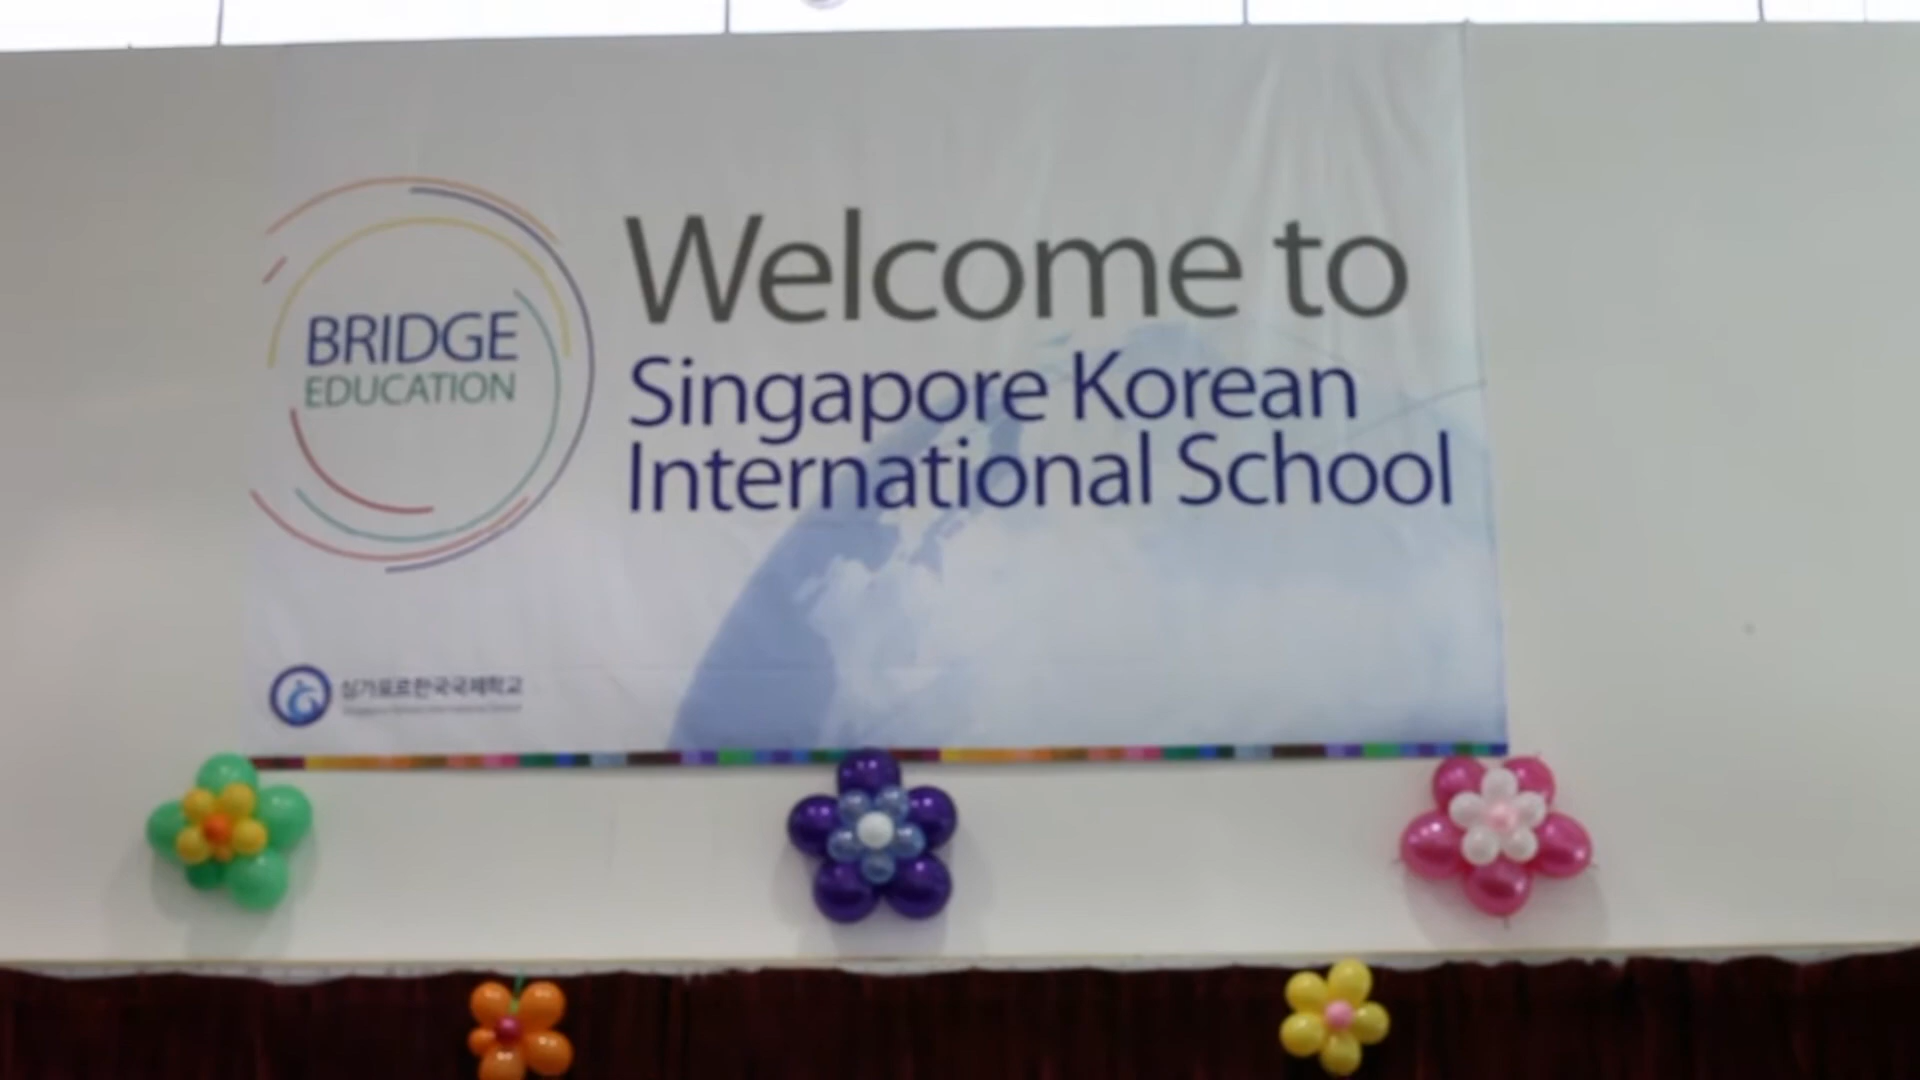 BRIDGE
EDUCATION
Welcome to
Singapore Korean
International School
싱가포르한국국제학교